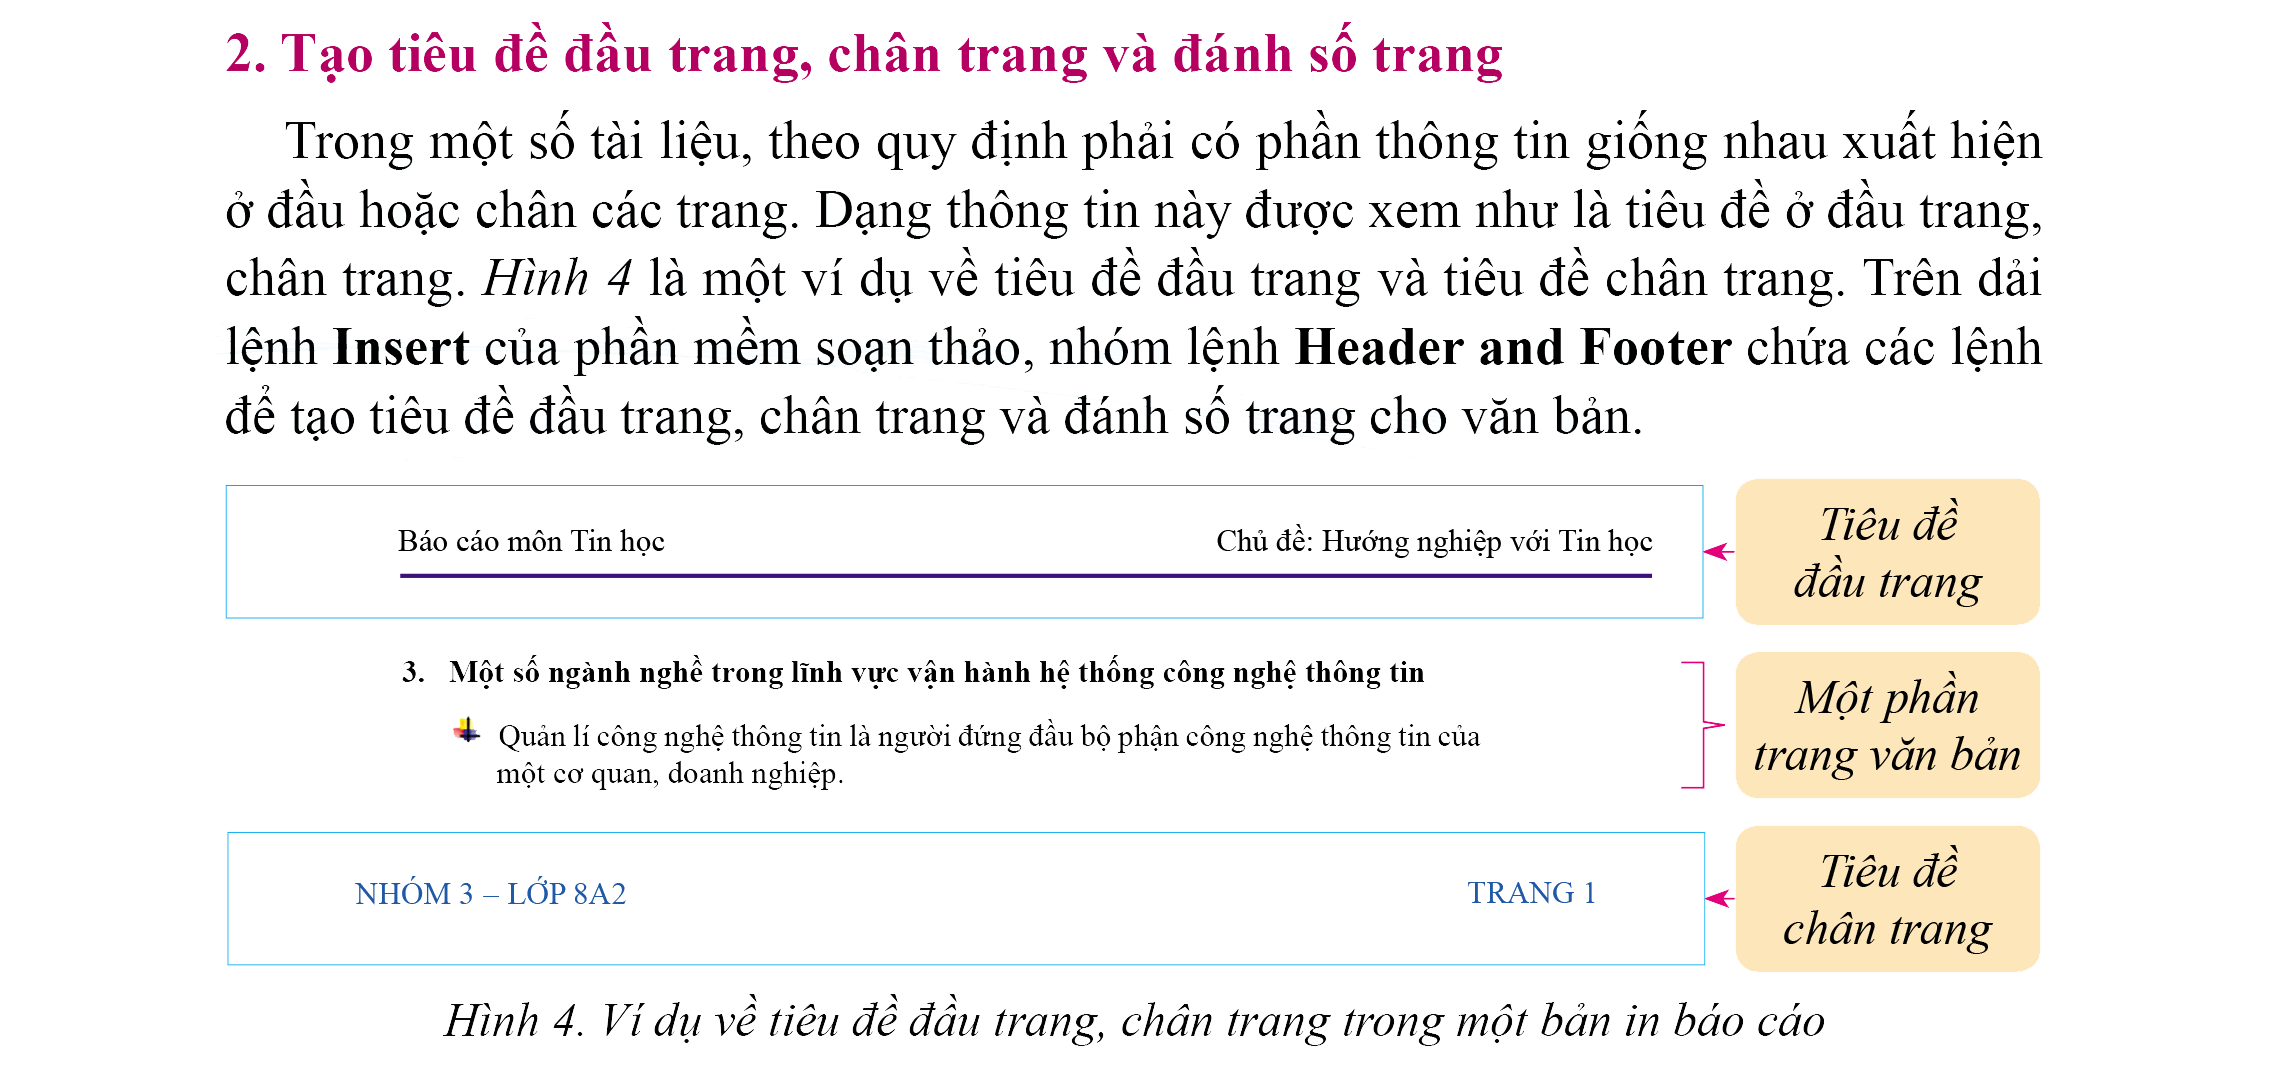 2. Tạo tiêu đề đầu trang, chân trang và đánh số trang
Trong một số tài liệu, theo quy định phải có phần thông tin giống nhau xuất hiện
ở đầu hoặc chân các trang. Dạng thông tin này được xem như là tiêu đề ở đầu trang,
chân trang. Hình 4 là một ví dụ về tiêu đề đầu trang và tiêu đề chân trang. Trên dải
lệnh Insert của phần mềm soạn thảo, nhóm lệnh Header and Footer chứa các lệnh
để tạo tiêu đề đầu trang, chân trang và đánh số trang cho văn bản.
Báo cáo môn Tin học Chủ đề: Hướng nghiệp với Tin học
Tiêu đề
đầu trang
3. Một số ngành nghề trong lĩnh vực vận hành hệ thống công nghệ thông tin
Quản lí công nghệ thông tin là người đứng đầu bộ phận công nghệ thông tin của
một cơ quan, doanh nghiệp.
Một phần
trang văn bản
NHÓM 3 – LỚP 8A2 TRANG 1
Tiêu đề
chân trang
Hình 4. Ví dụ về tiêu đề đầu trang, chân trang trong một bản in báo cáo